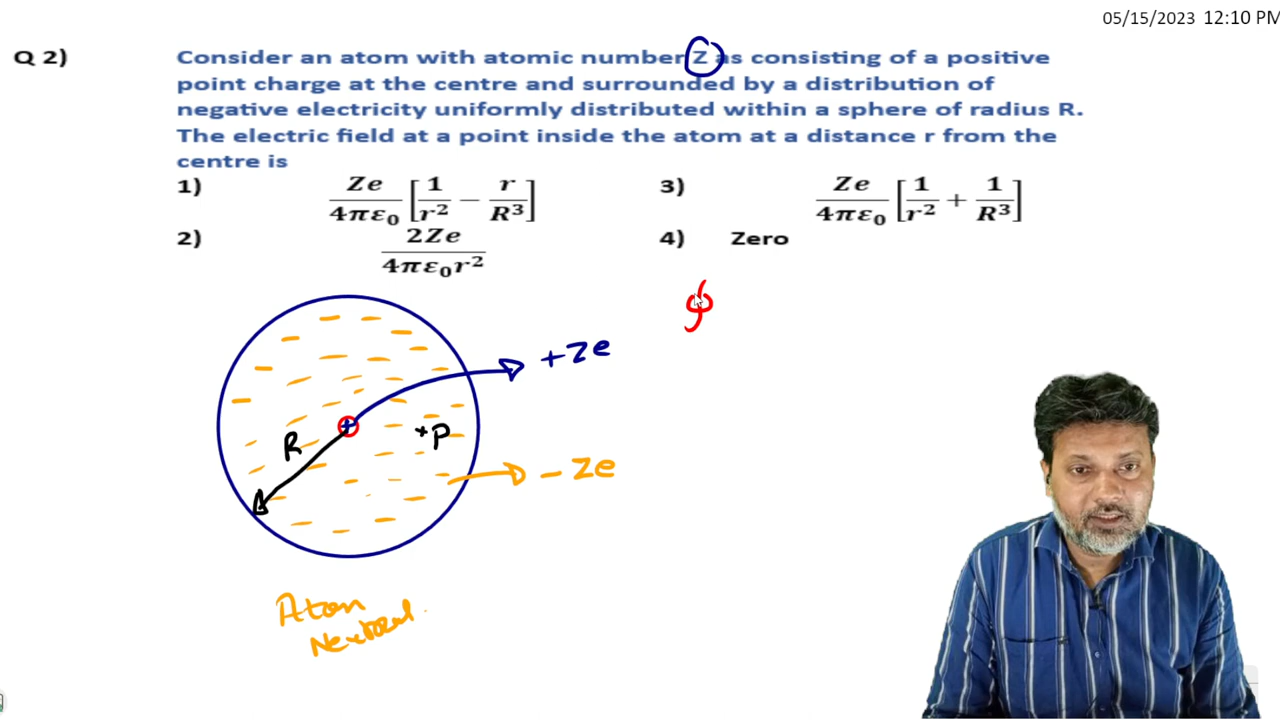 05/15/2023 12:10 PM
Q 2) Consider an atom with atomic number Z as consisting of a positive
point charge at the centre and surrounded by a distribution of
negative electricity uniformly distributed within a sphere of radius R.
The electric field at a point inside the atom at a distance r from the
centre is
1) Ze/4πε₀ [1/r² − r/R³] 3) Ze/4πε₀ [1/r² + 1/R³]
2) 2Ze/4πε₀r² 4) Zero
∮
+Ze
+
R
P
− Ze
Atom
Neutral